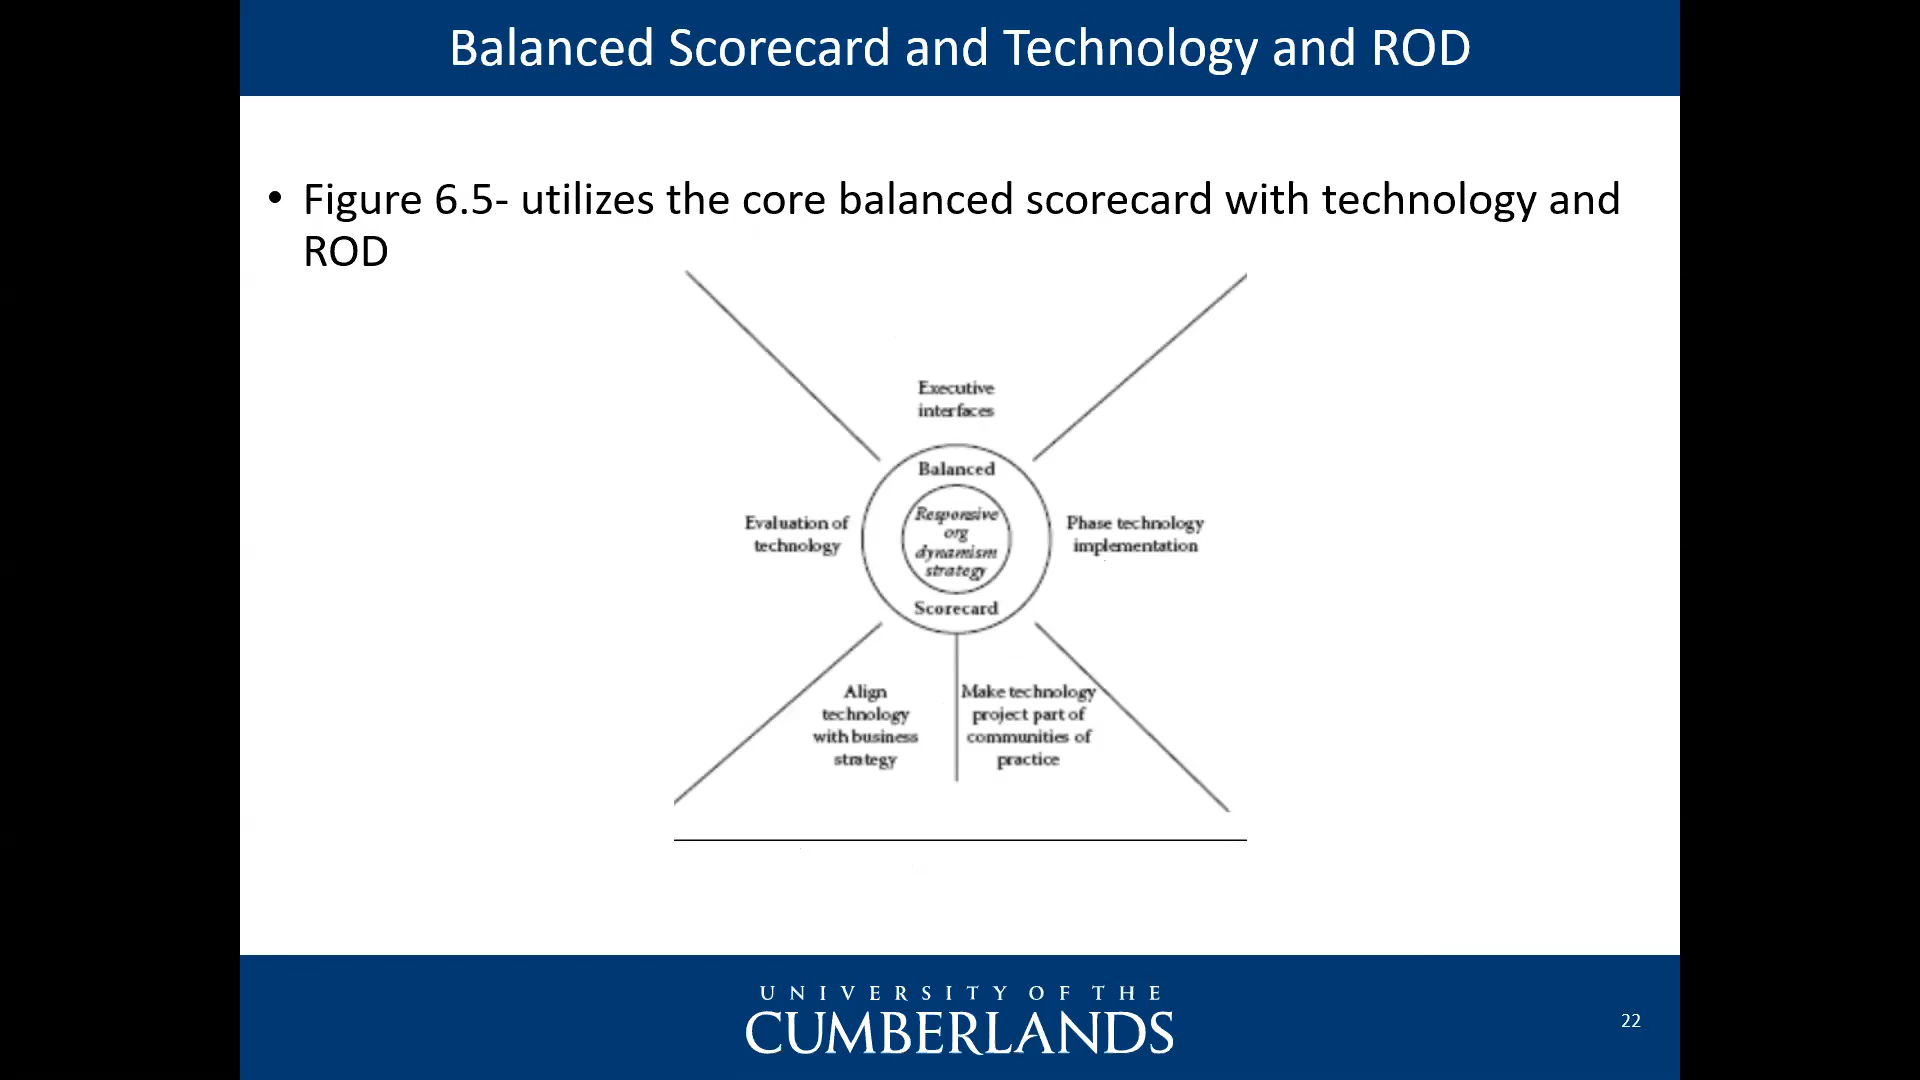 Balanced Scorecard and Technology and ROD
• Figure 6.5- utilizes the core balanced scorecard with technology and
ROD
Executive
interfaces
Balanced
Responsive
org
dynamism
strategy
Scorecard
Evaluation of
technology
Phase technology
implementation
Align
technology
with business
strategy
Make technology
project part of
communities of
practice
UNIVERSITY OF THE
CUMBERLANDS
22